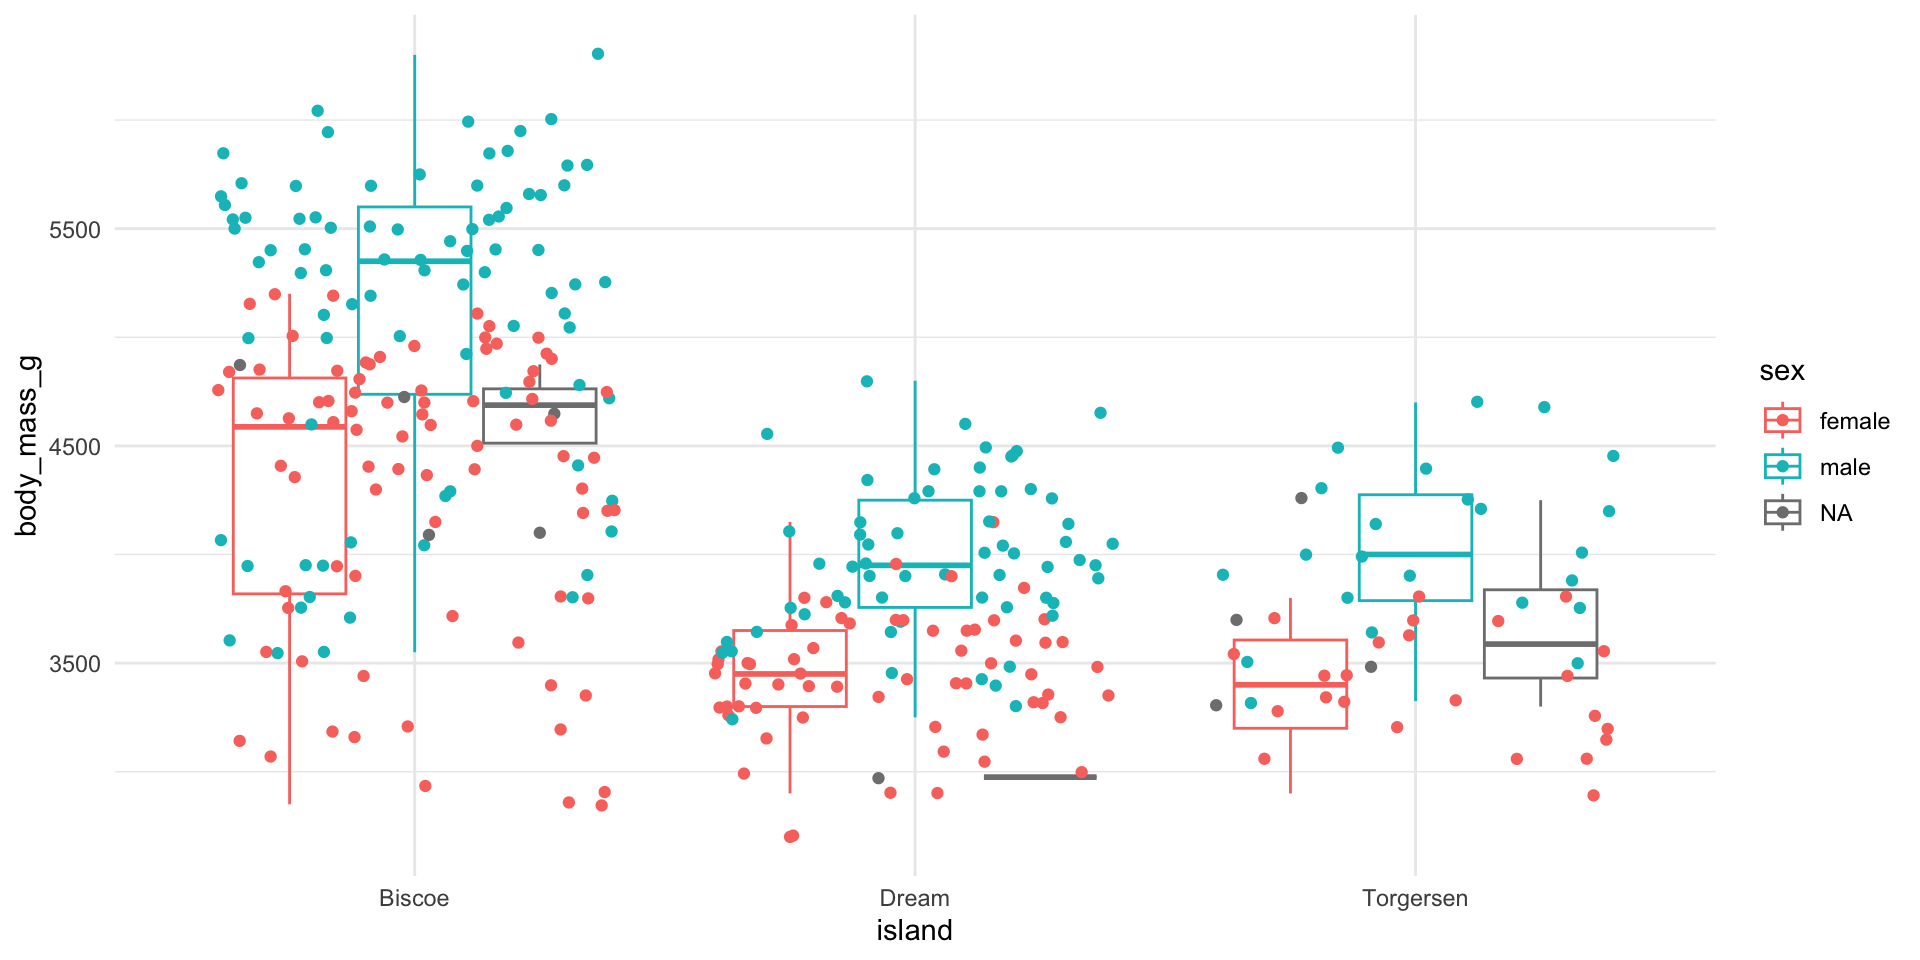 body_mass_g
5500
4500
3500
Biscoe
Dream
Torgersen
island
sex
female
male
NA